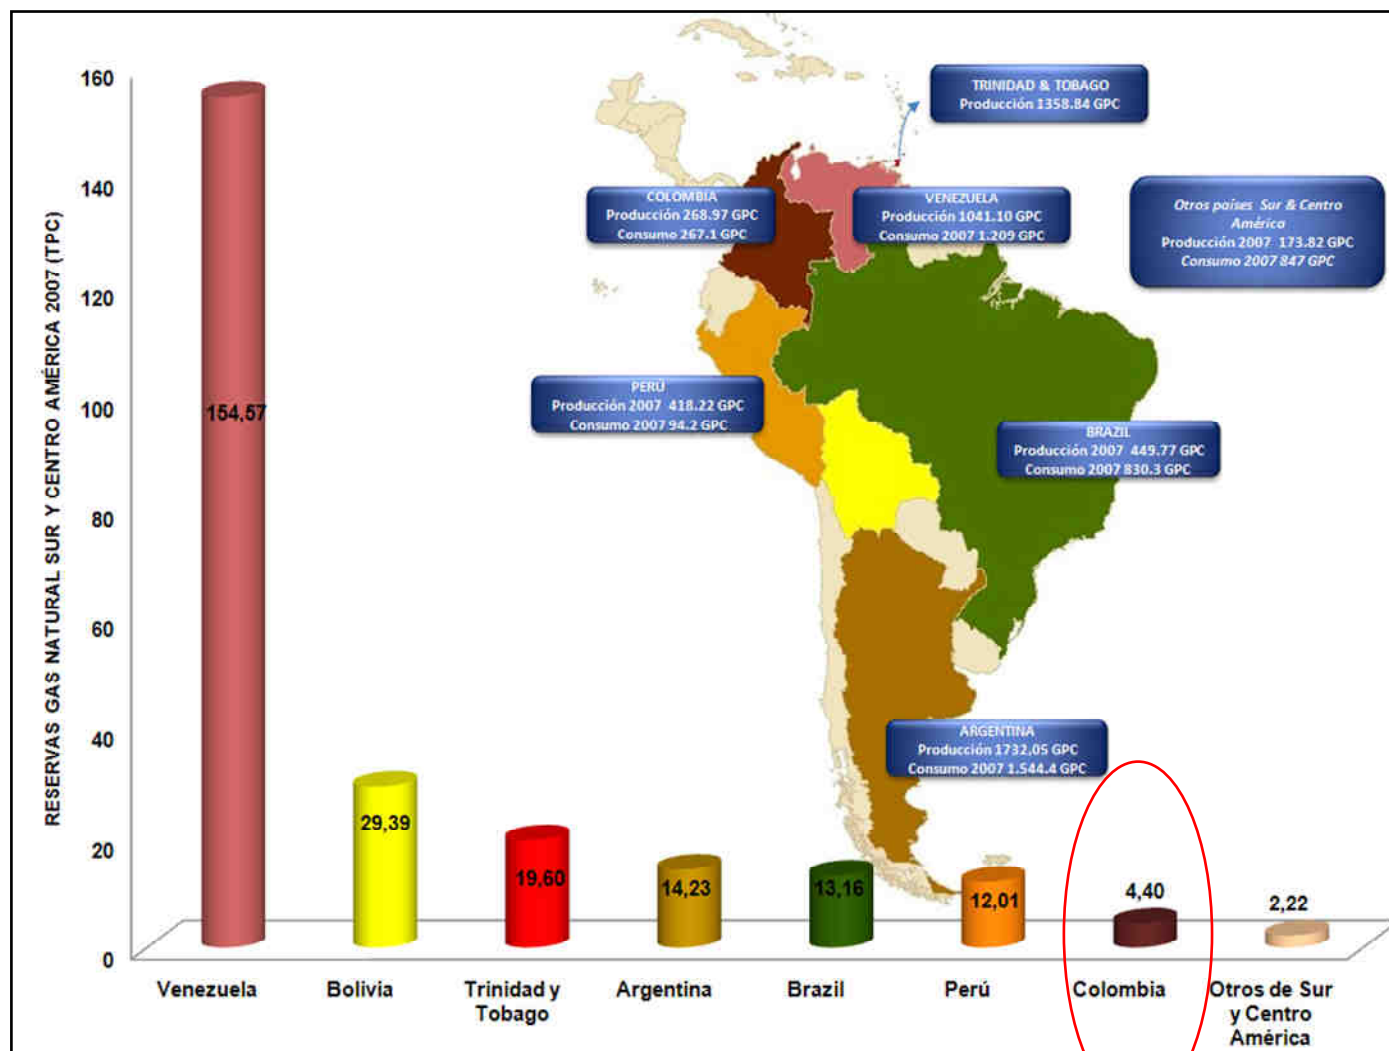 RESERVAS GAS NATURAL SUR Y CENTRO AMÉRICA 2007 (TPC)
160
140
120
100
80
60
40
20
0
TRINIDAD & TOBAGO
Producción 1358.84 GPC
COLOMBIA
Producción 268.97 GPC
Consumo 267.1 GPC
VENEZUELA
Producción 1041.10 GPC
Consumo 2007 1.209 GPC
Otros países Sur & Centro
América
Producción 2007 173.82 GPC
Consumo 2007 847 GPC
PERÚ
Producción 2007 418.22 GPC
Consumo 2007 94.2 GPC
BRAZIL
Producción 2007 449.77 GPC
Consumo 2007 830.3 GPC
ARGENTINA
Producción 1732,05 GPC
Consumo 2007 1.544.4 GPC
154,57
29,39
19,60
14,23
13,16
12,01
4,40
2,22
Venezuela
Bolivia
Trinidad y
Tobago
Argentina
Brazil
Perú
Colombia
Otros de Sur
y Centro
América